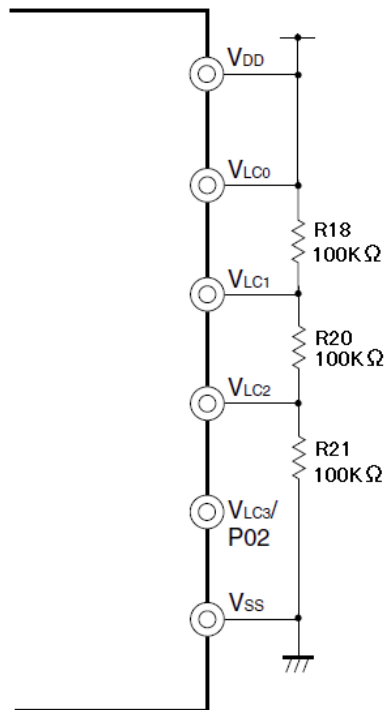 VDD
VLC0
R18
100KΩ
VLC1
R20
100KΩ
VLC2
R21
100KΩ
VLC3/
P02
VSS